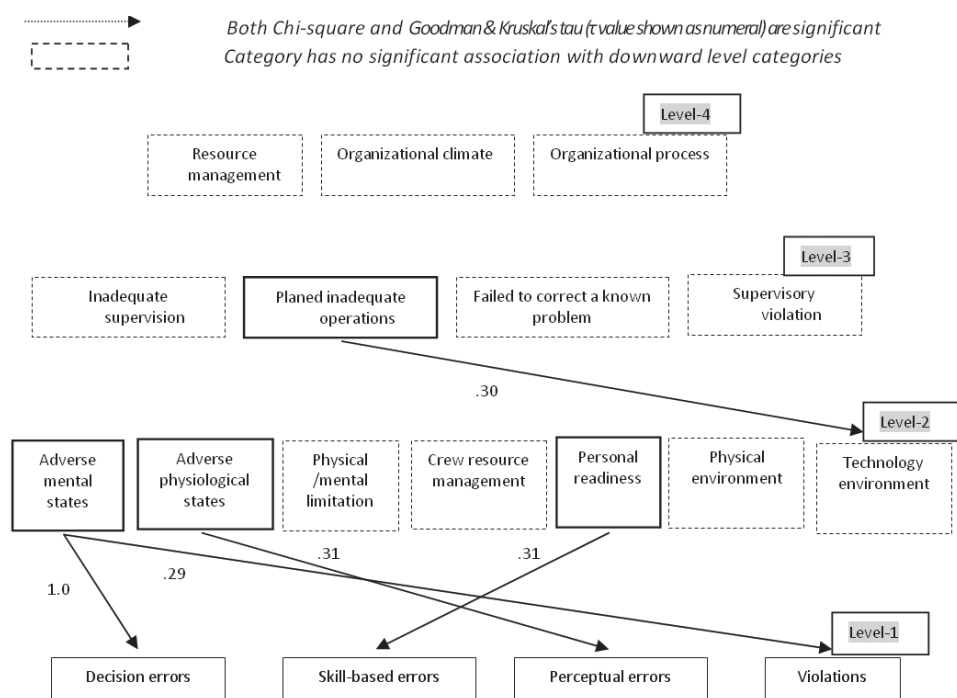 Both Chi-square and Goodman & Kruskal's tau (τ value shown as numeral) are significant
Category has no significant association with downward level categories
Level-4
Resource
management
Organizational climate
Organizational process
Level-3
Inadequate
supervision
Planed inadequate
operations
Failed to correct a known
problem
Supervisory
violation
.30
Level-2
Adverse
mental
states
Adverse
physiological
states
Physical
/mental
limitation
Crew resource
management
Personal
readiness
Physical
environment
Technology
environment
1.0
.29
.31
.31
Level-1
Decision errors
Skill-based errors
Perceptual errors
Violations